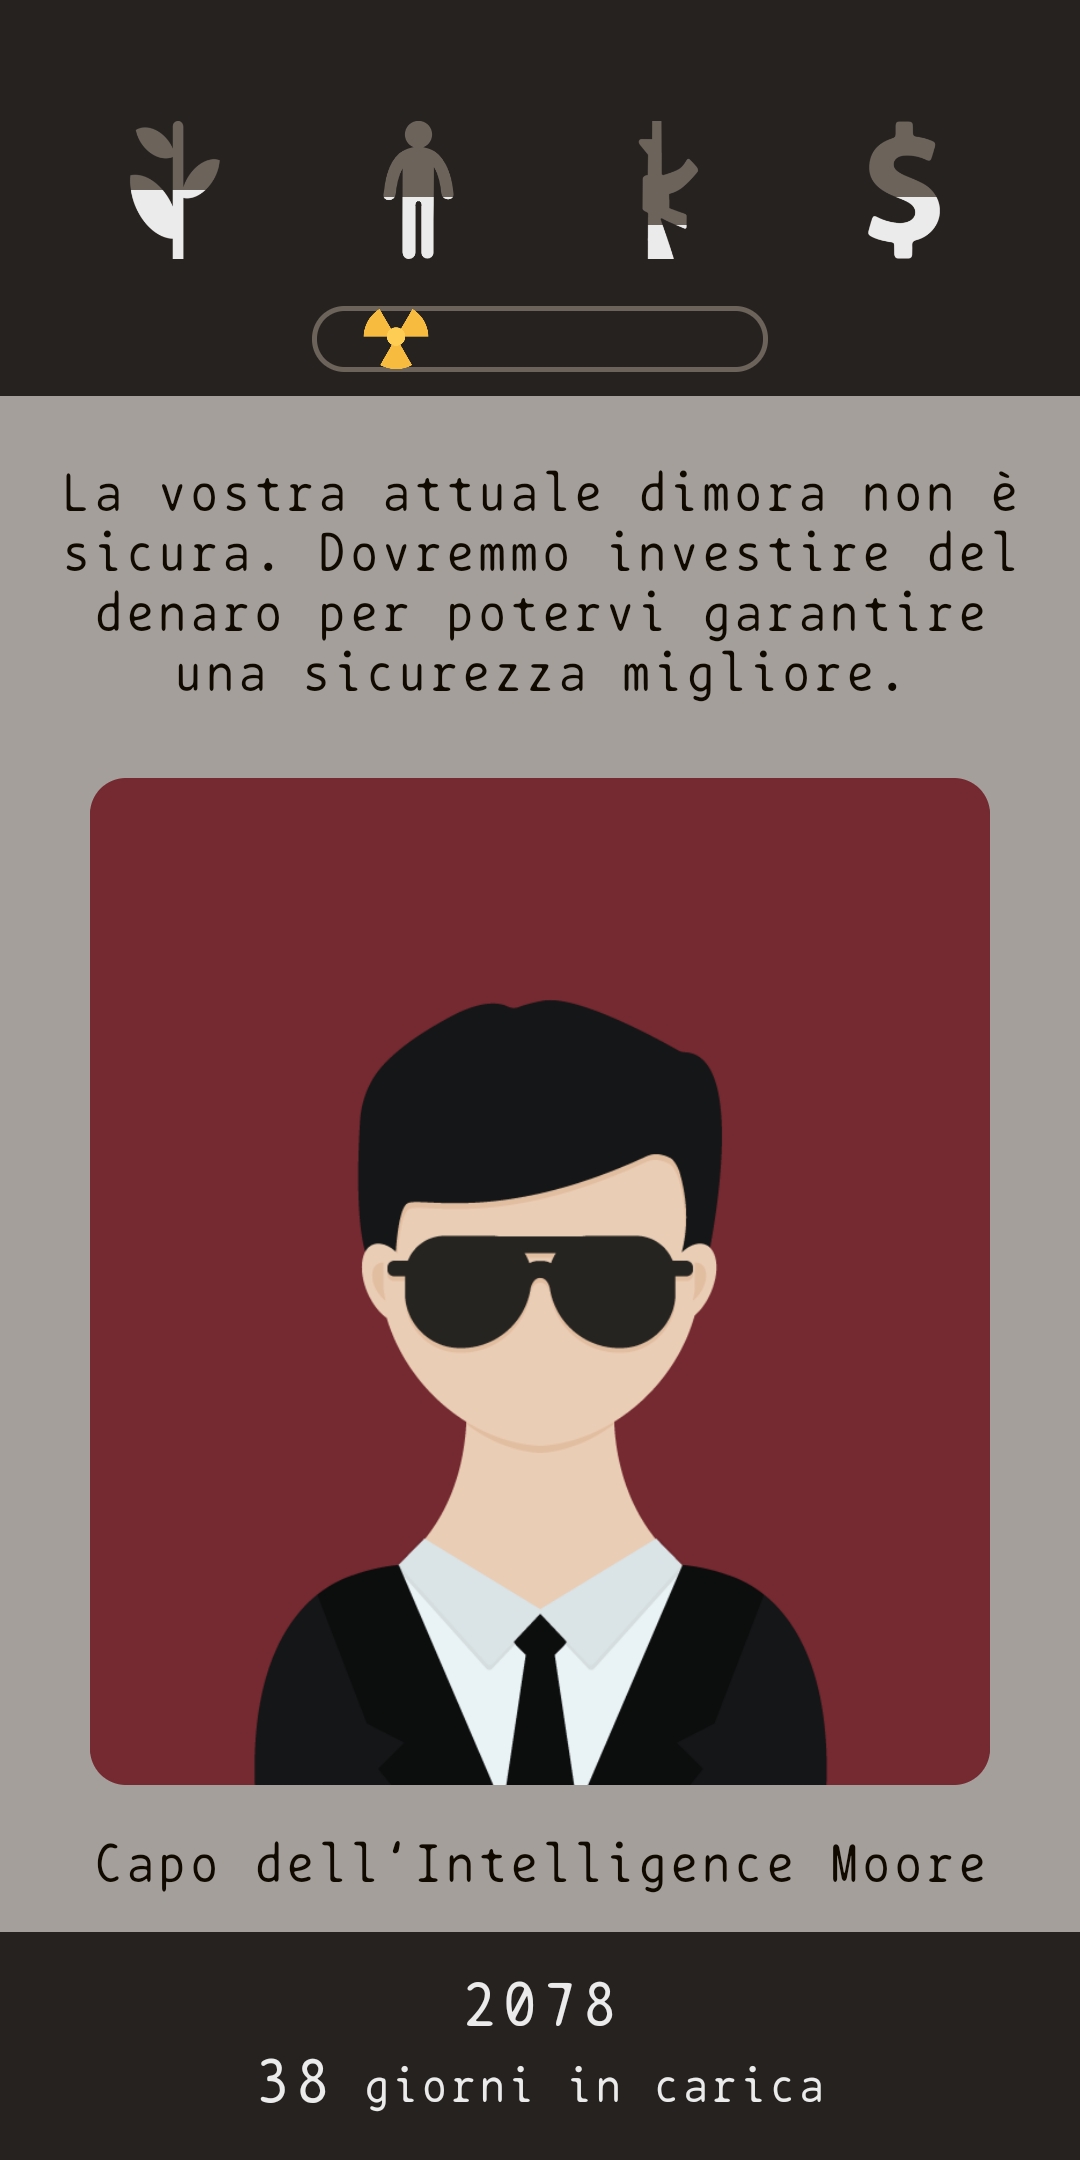 La vostra attuale dimora non è
sicura. Dovremmo investire del
denaro per potervi garantire
una sicurezza migliore.
Capo dell‘Intelligence Moore
2078
38 giorni in carica